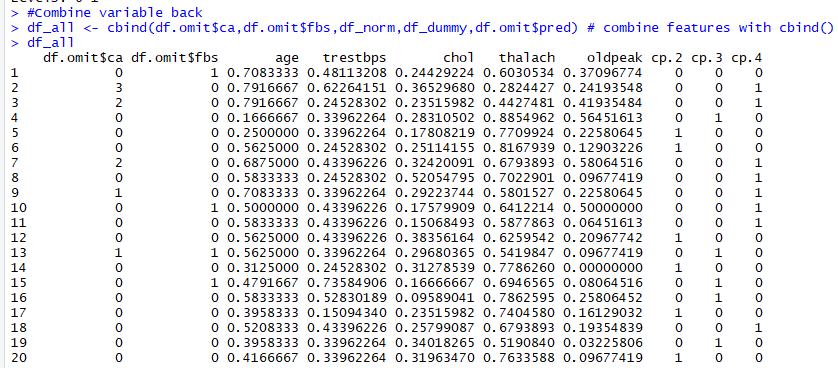 > #Combine variable back
> df_all <- cbind(df.omit$ca,df.omit$fbs,df_norm,df_dummy,df.omit$pred) # combine features with cbind()
> df_all
df.omit$ca df.omit$fbs age trestbps chol thalach oldpeak cp.2 cp.3 cp.4
1 0 1 0.7083333 0.48113208 0.24429224 0.6030534 0.37096774 0 0 0
2 3 0 0.7916667 0.62264151 0.36529680 0.2824427 0.24193548 0 0 1
3 2 0 0.7916667 0.24528302 0.23515982 0.4427481 0.41935484 0 0 1
4 0 0 0.1666667 0.33962264 0.28310502 0.8854962 0.56451613 0 1 0
5 0 0 0.2500000 0.33962264 0.17808219 0.7709924 0.22580645 1 0 0
6 0 0 0.5625000 0.24528302 0.25114155 0.8167939 0.12903226 1 0 0
7 2 0 0.6875000 0.43396226 0.32420091 0.6793893 0.58064516 0 0 1
8 0 0 0.5833333 0.24528302 0.52054795 0.7022901 0.09677419 0 0 1
9 1 0 0.7083333 0.33962264 0.29223744 0.5801527 0.22580645 0 0 1
10 0 1 0.5000000 0.43396226 0.17579909 0.6412214 0.50000000 0 0 1
11 0 0 0.5833333 0.43396226 0.15068493 0.5877863 0.06451613 0 0 1
12 0 0 0.5625000 0.43396226 0.38356164 0.6259542 0.20967742 1 0 0
13 1 1 0.5625000 0.33962264 0.29680365 0.5419847 0.09677419 0 1 0
14 0 0 0.3125000 0.24528302 0.31278539 0.7786260 0.00000000 1 0 0
15 0 1 0.4791667 0.73584906 0.16666667 0.6946565 0.08064516 0 1 0
16 0 0 0.5833333 0.52830189 0.09589041 0.7862595 0.25806452 0 1 0
17 0 0 0.3958333 0.15094340 0.23515982 0.7404580 0.16129032 1 0 0
18 0 0 0.5208333 0.43396226 0.25799087 0.6793893 0.19354839 0 0 1
19 0 0 0.3958333 0.33962264 0.34018265 0.5190840 0.03225806 0 1 0
20 0 0 0.4166667 0.33962264 0.31963470 0.7633588 0.09677419 1 0 0